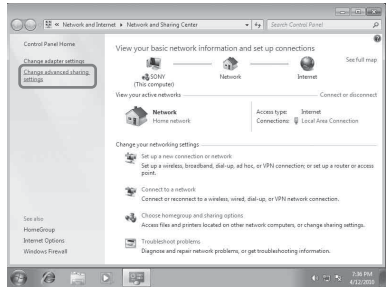 « Network and Internet ▸ Network and Sharing Center
Search Control Panel
Control Panel Home
Change adapter settings
Change advanced sharing settings
View your basic network information and set up connections
See full map
SONY
(This computer)
Network
Internet
View your active networks
Connect or disconnect
Network
Home network
Access type: Internet
Connections: Local Area Connection
Change your networking settings
Set up a new connection or network
Set up a wireless, broadband, dial-up, ad hoc, or VPN connection; or set up a router or access
point.
Connect to a network
Connect or reconnect to a wireless, wired, dial-up, or VPN network connection.
Choose homegroup and sharing options
Access files and printers located on other network computers, or change sharing settings.
Troubleshoot problems
Diagnose and repair network problems, or get troubleshooting information.
See also
HomeGroup
Internet Options
Windows Firewall
7:36 PM
4/12/2010